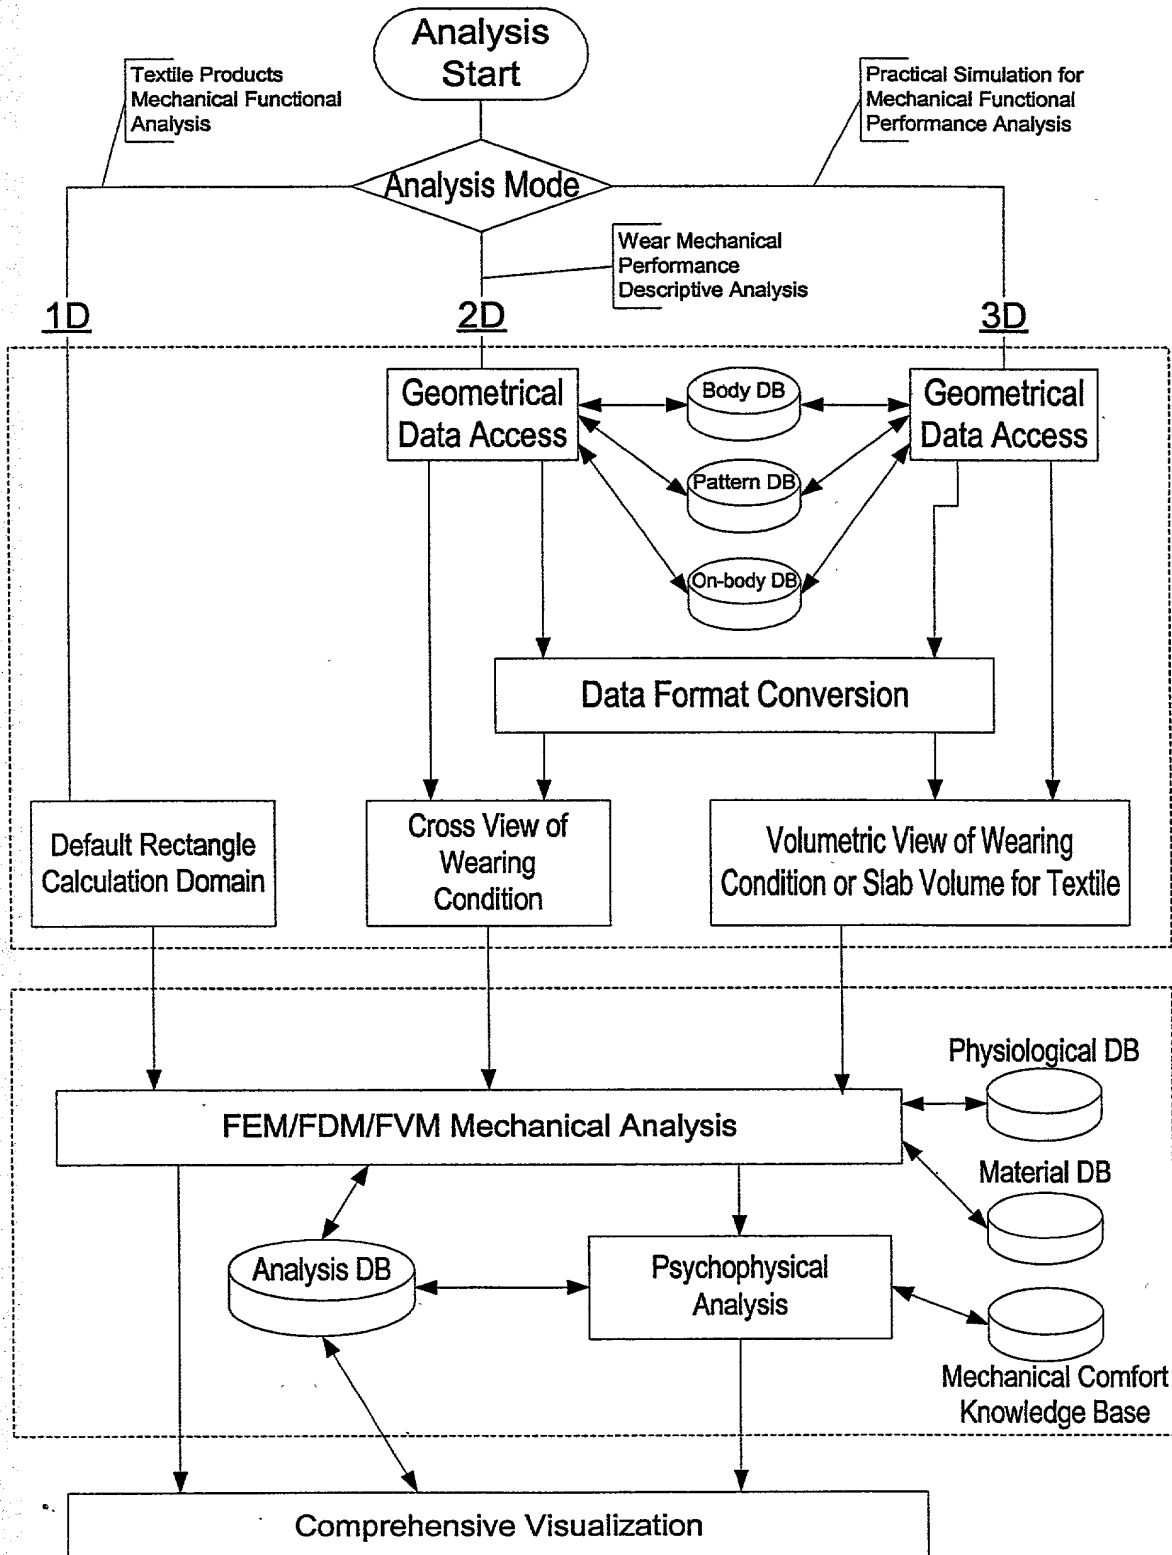 Analysis
Start
Textile Products
Mechanical Functional
Analysis
Practical Simulation for
Mechanical Functional
Performance Analysis
Analysis Mode
Wear Mechanical
Performance
Descriptive Analysis
1D
2D
3D
Geometrical
Data Access
Body DB
Geometrical
Data Access
Pattern DB
On-body DB
Data Format Conversion
Default Rectangle
Calculation Domain
Cross View of
Wearing
Condition
Volumetric View of Wearing
Condition or Slab Volume for Textile
Physiological DB
FEM/FDM/FVM Mechanical Analysis
Material DB
Analysis DB
Psychophysical
Analysis
Mechanical Comfort
Knowledge Base
Comprehensive Visualization